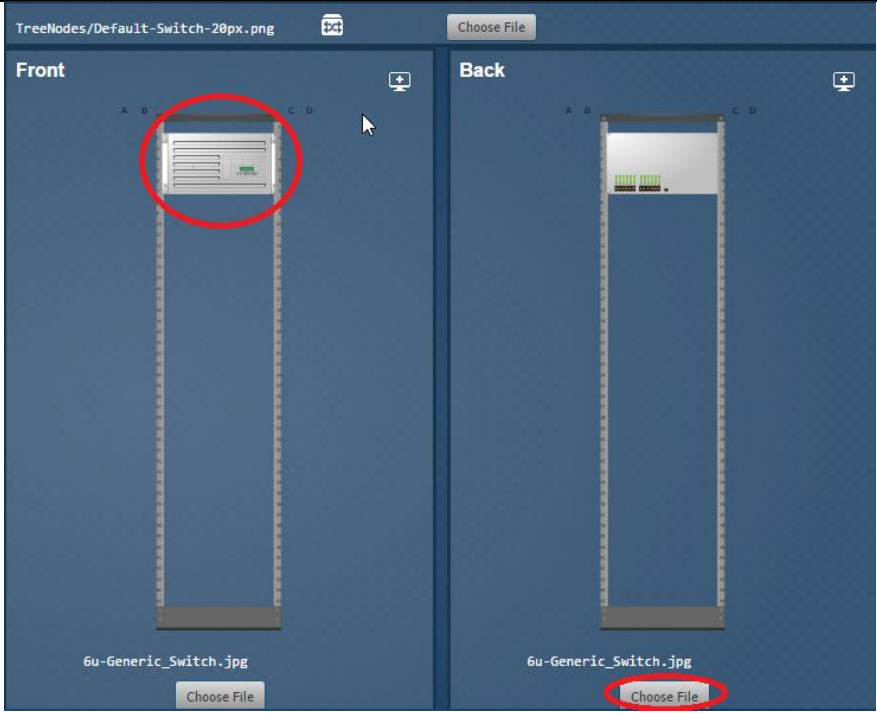 TreeNodes/Default-Switch-20px.png
Choose File
Front
Back
A B C D
A B C D
6u-Generic_Switch.jpg
6u-Generic_Switch.jpg
Choose File
Choose File